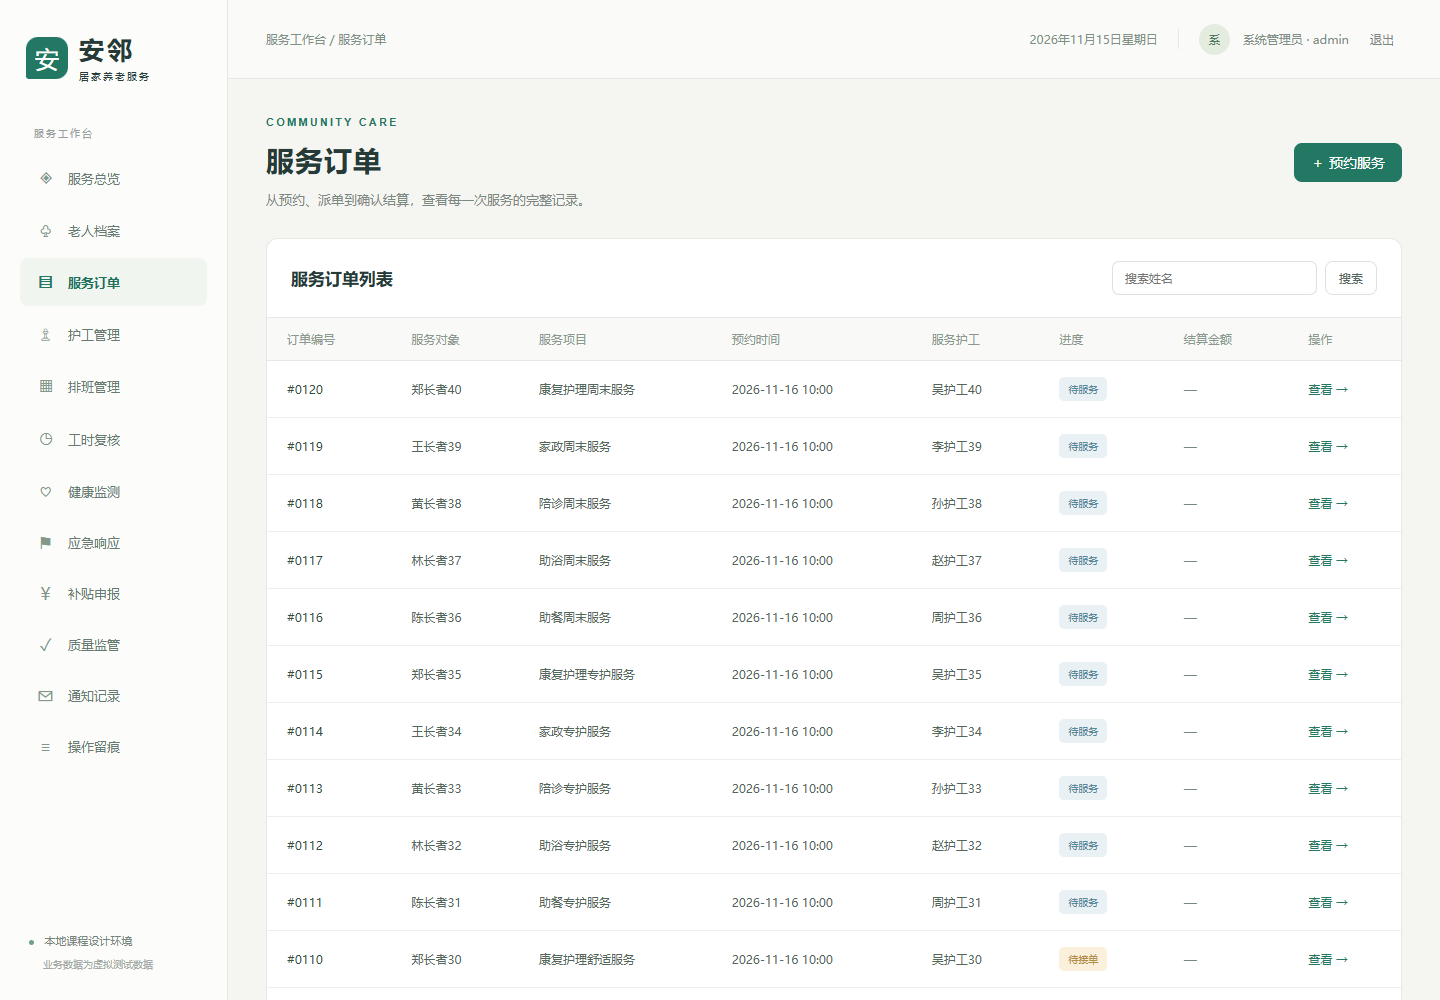 安 安邻
居家养老服务
服务工作台
服务总览
老人档案
服务订单
护工管理
排班管理
工时复核
健康监测
应急响应
¥ 补贴申报
质量监管
通知记录
操作留痕
本地课程设计环境
业务数据为虚拟测试数据
服务工作台 / 服务订单
2026年11月15日星期日 系 系统管理员 · admin 退出
COMMUNITY CARE
服务订单
从预约、派单到确认结算，查看每一次服务的完整记录。
＋ 预约服务
服务订单列表 搜索姓名 搜索
订单编号 服务对象 服务项目 预约时间 服务护工 进度 结算金额 操作
#0120 郑长者40 康复护理周末服务 2026-11-16 10:00 吴护工40 待服务 — 查看 →
#0119 王长者39 家政周末服务 2026-11-16 10:00 李护工39 待服务 — 查看 →
#0118 黄长者38 陪诊周末服务 2026-11-16 10:00 孙护工38 待服务 — 查看 →
#0117 林长者37 助浴周末服务 2026-11-16 10:00 赵护工37 待服务 — 查看 →
#0116 陈长者36 助餐周末服务 2026-11-16 10:00 周护工36 待服务 — 查看 →
#0115 郑长者35 康复护理专护服务 2026-11-16 10:00 吴护工35 待服务 — 查看 →
#0114 王长者34 家政专护服务 2026-11-16 10:00 李护工34 待服务 — 查看 →
#0113 黄长者33 陪诊专护服务 2026-11-16 10:00 孙护工33 待服务 — 查看 →
#0112 林长者32 助浴专护服务 2026-11-16 10:00 赵护工32 待服务 — 查看 →
#0111 陈长者31 助餐专护服务 2026-11-16 10:00 周护工31 待服务 — 查看 →
#0110 郑长者30 康复护理舒适服务 2026-11-16 10:00 吴护工30 待接单 — 查看 →